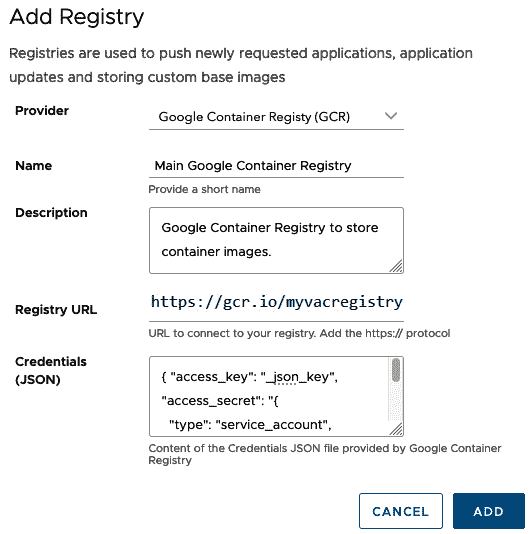 Add Registry
Registries are used to push newly requested applications, application
updates and storing custom base images
Provider
Google Container Registy (GCR)
Name
Main Google Container Registry
Provide a short name
Description
Google Container Registry to store
container images.
Registry URL
https://gcr.io/myvacregistry
URL to connect to your registry. Add the https:// protocol
Credentials
(JSON)
{ "access_key": "_json_key",
"access_secret": "{
"type": "service_account",
Content of the Credentials JSON file provided by Google Container
Registry
CANCEL
ADD